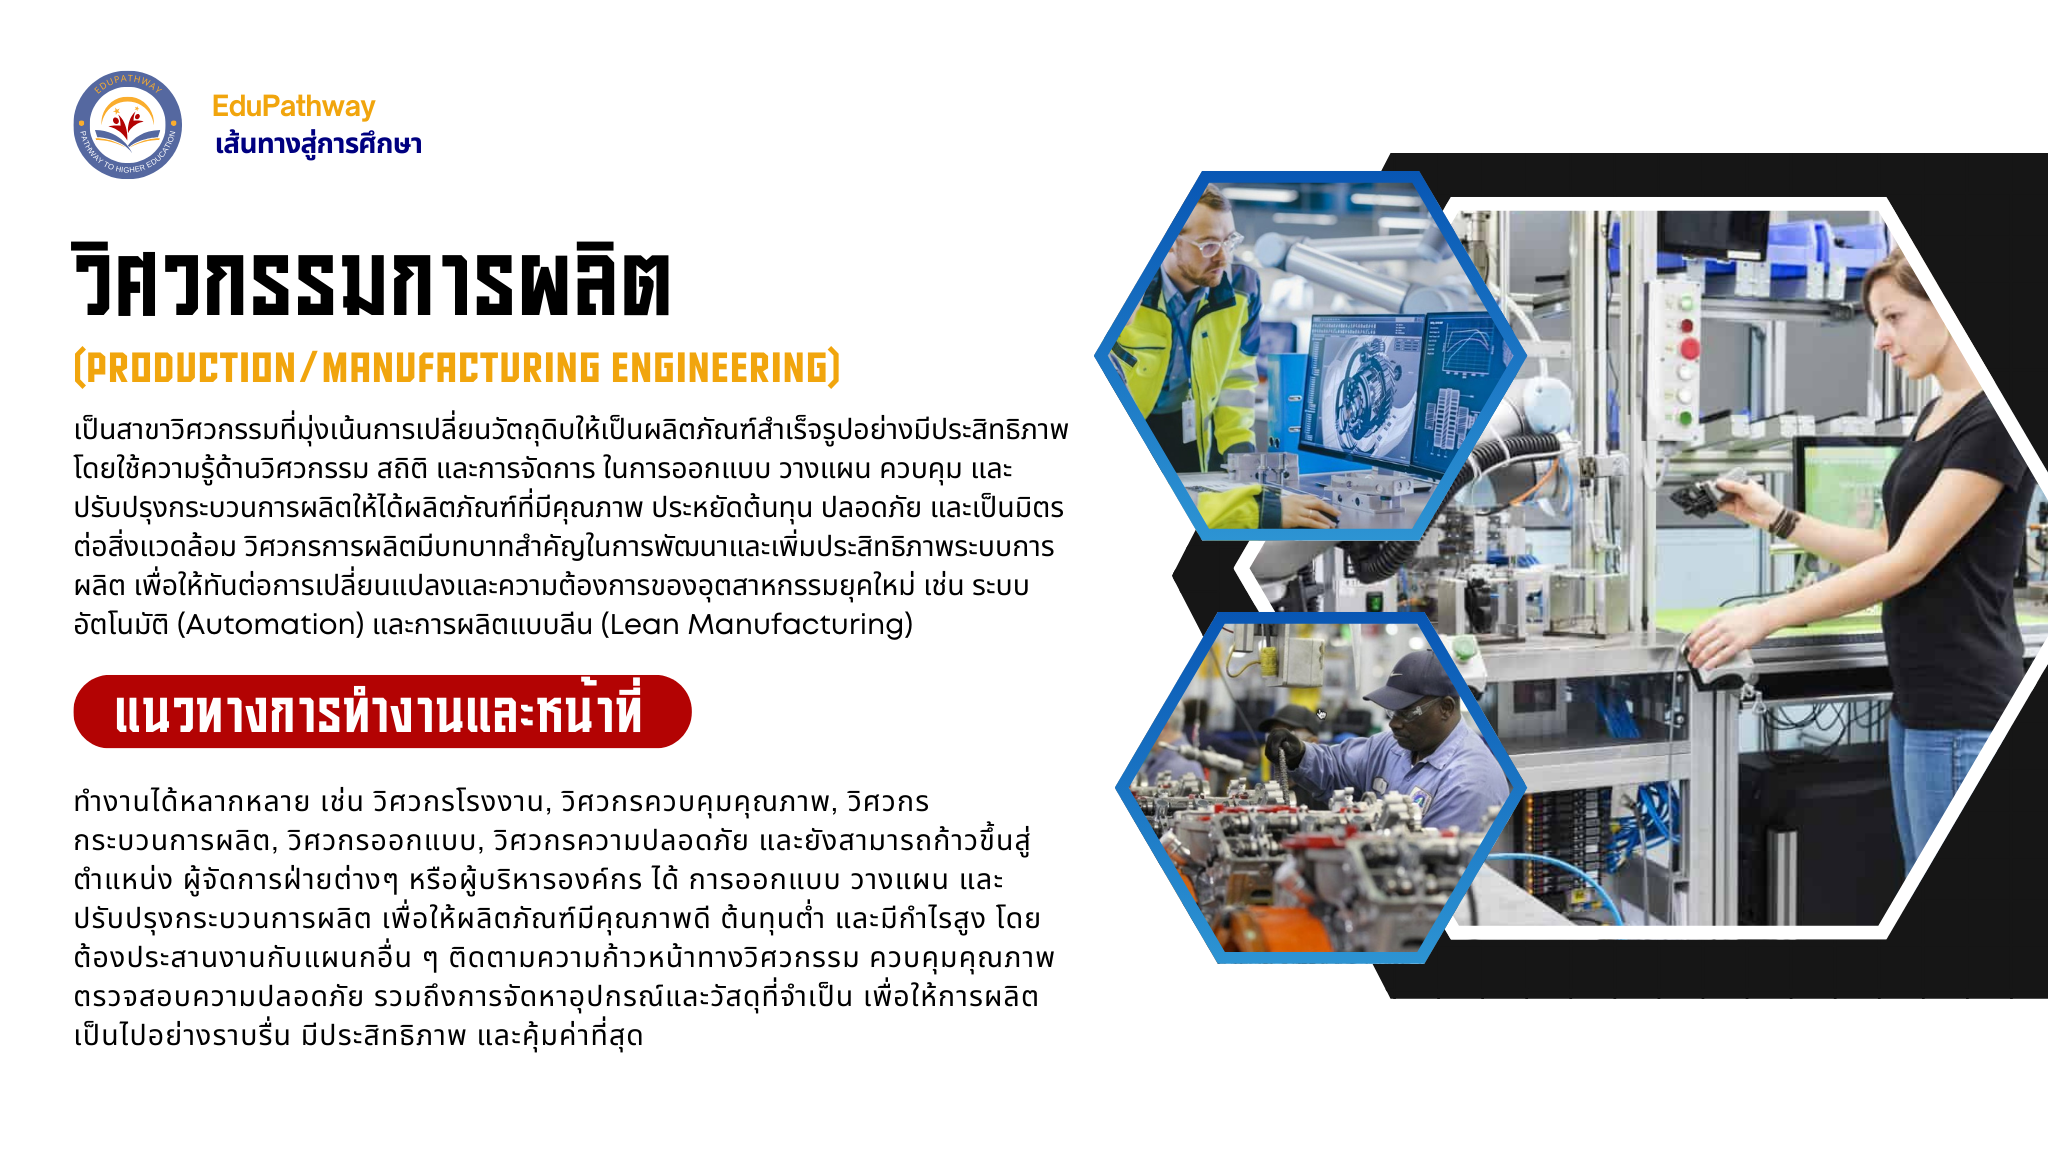 EDUPATHWAY
PATHWAY TO HIGHER EDUCATION
EduPathway
เส้นทางสู่การศึกษา
วิศวกรรมการผลิต
(PRODUCTION/MANUFACTURING ENGINEERING)
เป็นสาขาวิศวกรรมที่มุ่งเน้นการเปลี่ยนวัตถุดิบให้เป็นผลิตภัณฑ์สำเร็จรูปอย่างมีประสิทธิภาพ
โดยใช้ความรู้ด้านวิศวกรรม สถิติ และการจัดการ ในการออกแบบ วางแผน ควบคุม และ
ปรับปรุงกระบวนการผลิตให้ได้ผลิตภัณฑ์ที่มีคุณภาพ ประหยัดต้นทุน ปลอดภัย และเป็นมิตร
ต่อสิ่งแวดล้อม วิศวกรการผลิตมีบทบาทสำคัญในการพัฒนาและเพิ่มประสิทธิภาพระบบการ
ผลิต เพื่อให้ทันต่อการเปลี่ยนแปลงและความต้องการของอุตสาหกรรมยุคใหม่ เช่น ระบบ
อัตโนมัติ (Automation) และการผลิตแบบลีน (Lean Manufacturing)
แนวทางการทำงานและหน้าที่
ทำงานได้หลากหลาย เช่น วิศวกรโรงงาน, วิศวกรควบคุมคุณภาพ, วิศวกร
กระบวนการผลิต, วิศวกรออกแบบ, วิศวกรความปลอดภัย และยังสามารถก้าวขึ้นสู่
ตำแหน่ง ผู้จัดการฝ่ายต่างๆ หรือผู้บริหารองค์กร ได้ การออกแบบ วางแผน และ
ปรับปรุงกระบวนการผลิต เพื่อให้ผลิตภัณฑ์มีคุณภาพดี ต้นทุนต่ำ และมีกำไรสูง โดย
ต้องประสานงานกับแผนกอื่น ๆ ติดตามความก้าวหน้าทางวิศวกรรม ควบคุมคุณภาพ
ตรวจสอบความปลอดภัย รวมถึงการจัดหาอุปกรณ์และวัสดุที่จำเป็น เพื่อให้การผลิต
เป็นไปอย่างราบรื่น มีประสิทธิภาพ และคุ้มค่าที่สุด